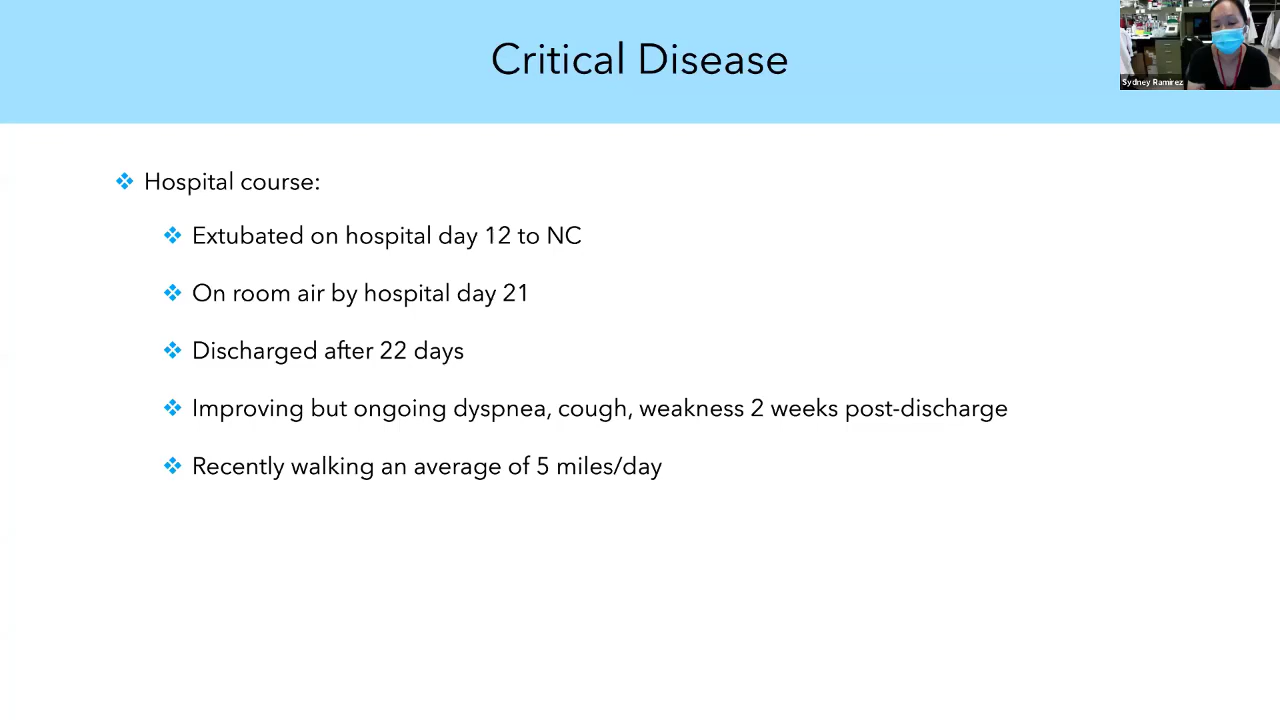 Critical Disease
Sydney Ramirez
Hospital course:
Extubated on hospital day 12 to NC
On room air by hospital day 21
Discharged after 22 days
Improving but ongoing dyspnea, cough, weakness 2 weeks post-discharge
Recently walking an average of 5 miles/day